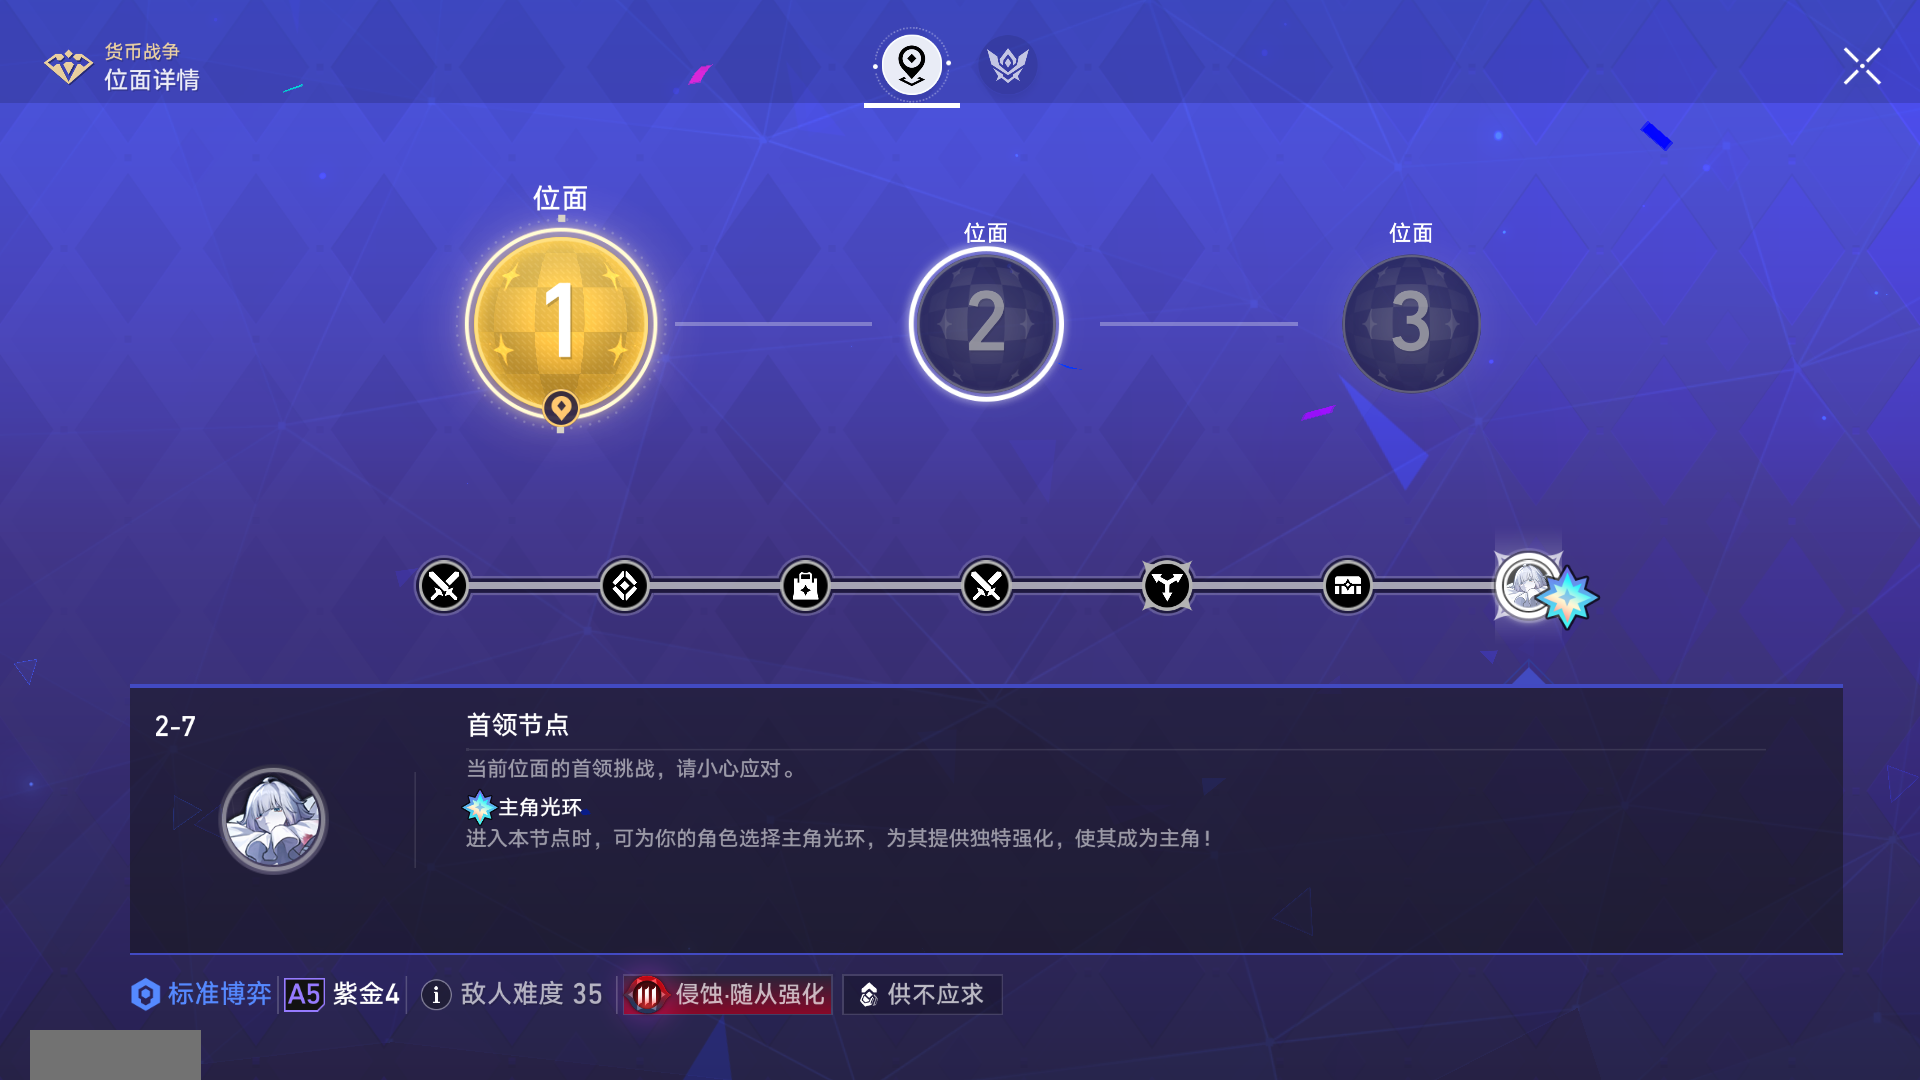 货币战争
位面详情
位面
1
位面
2
位面
3
2-7
首领节点
当前位面的首领挑战，请小心应对。
主角光环
进入本节点时，可为你的角色选择主角光环，为其提供独特强化，使其成为主角！
标准博弈 A5 紫金4 敌人难度 35 侵蚀·随从强化 供不应求